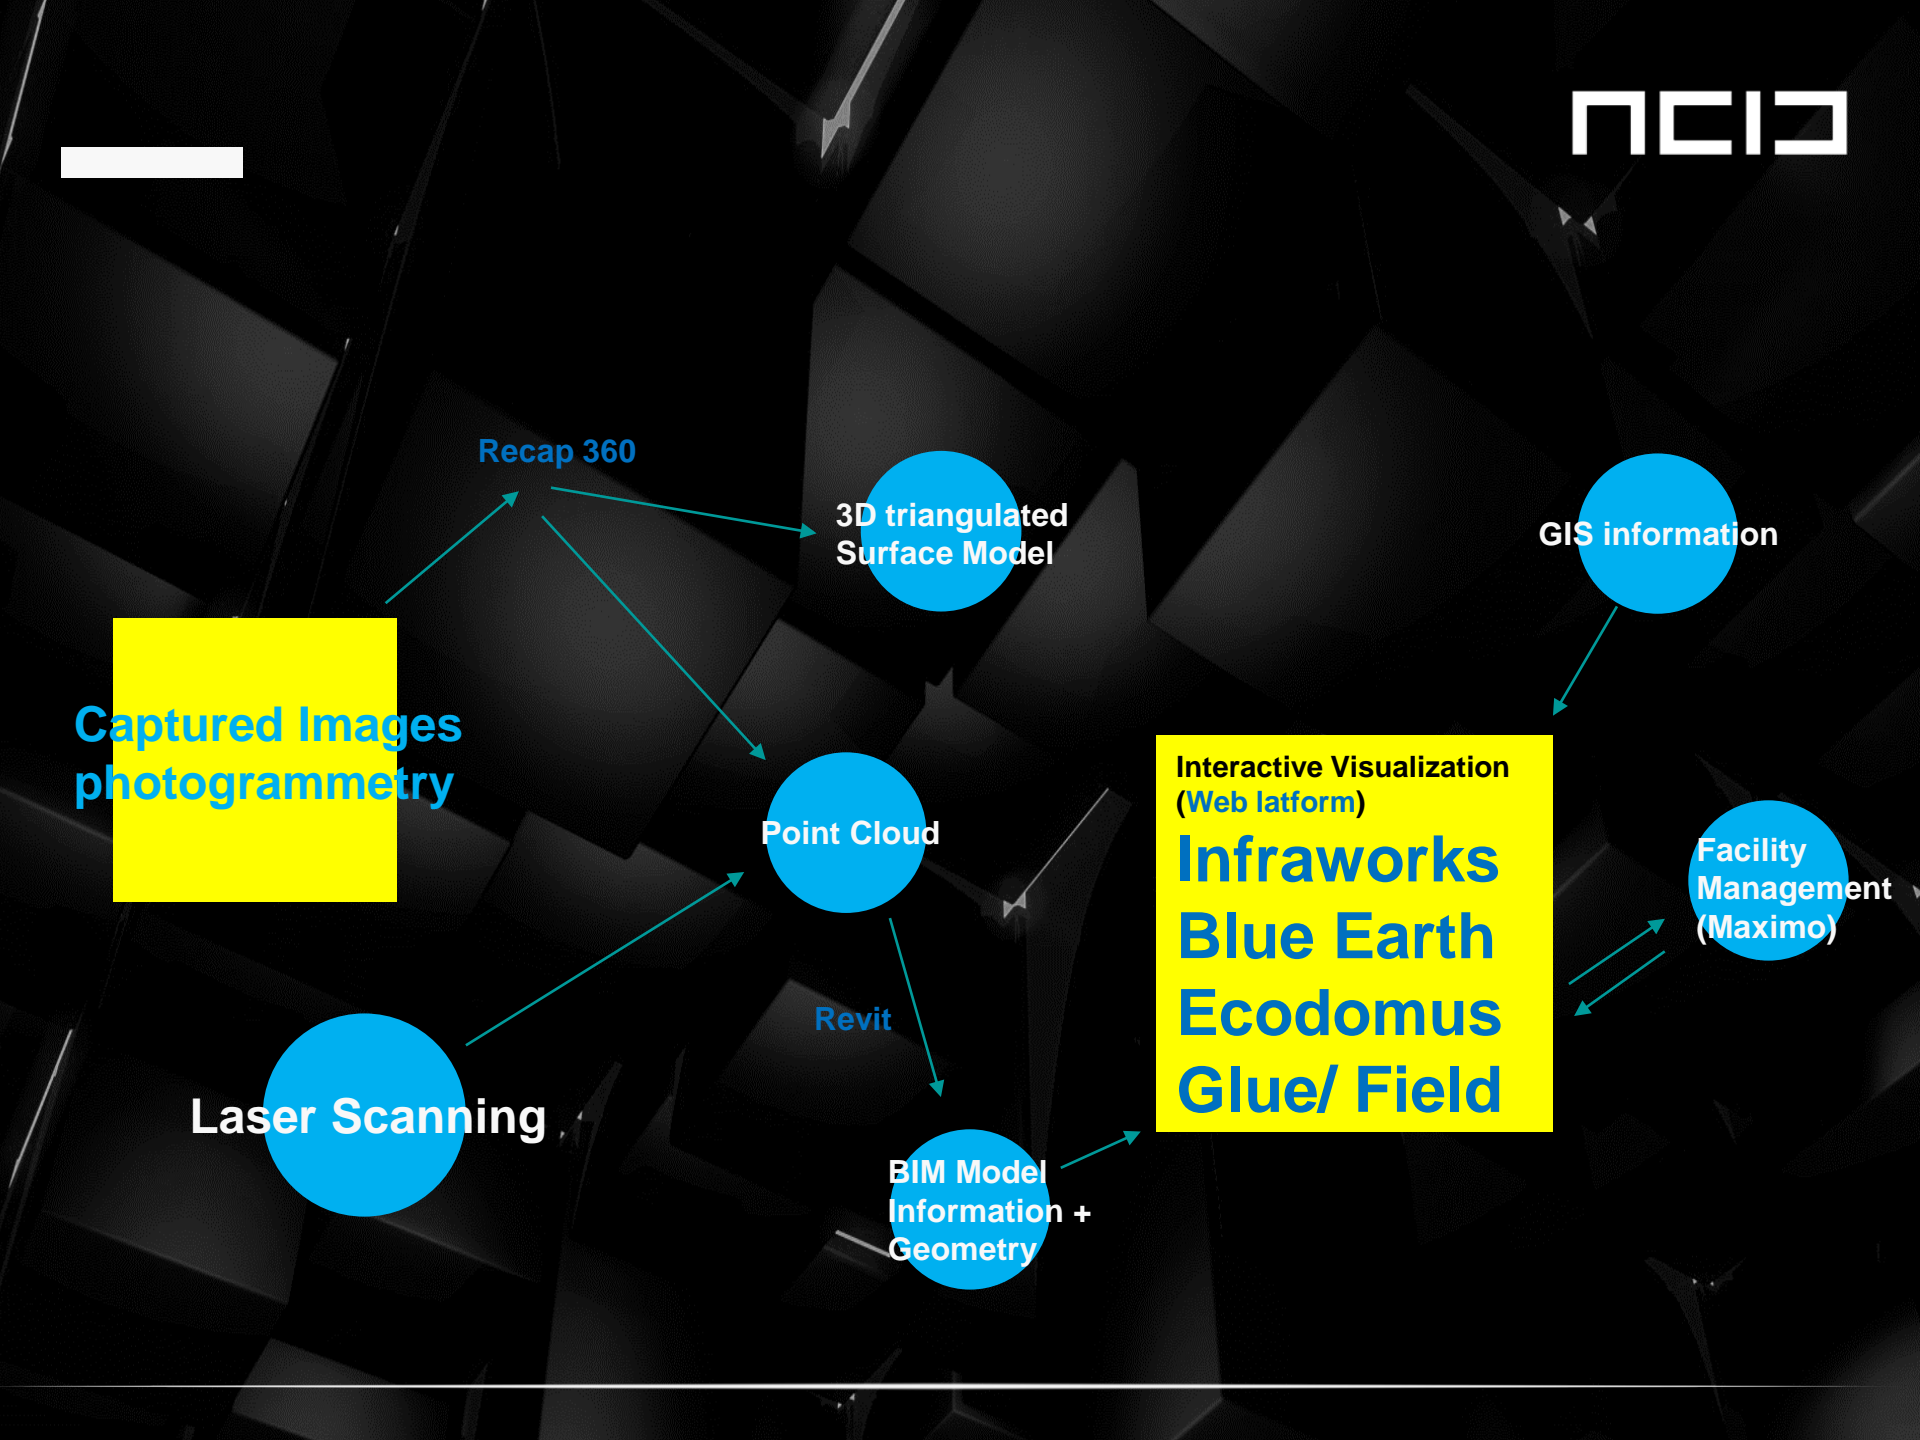 NCID
Recap 360
3D triangulated
Surface Model
GIS information
Captured Images
photogrammetry
Interactive Visualization
(Web latform)
Infraworks
Blue Earth
Ecodomus
Glue/ Field
Point Cloud
Facility
Management
(Maximo)
Revit
Laser Scanning
BIM Model
Information +
Geometry